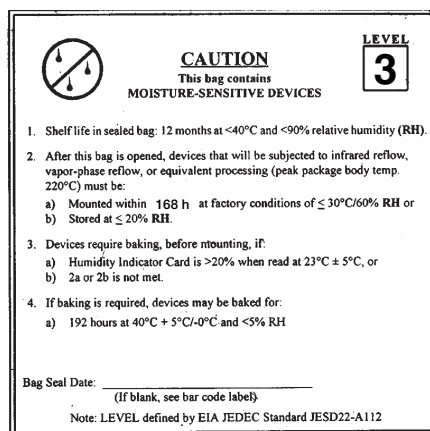 LEVEL
3
CAUTION
This bag contains
MOISTURE-SENSITIVE DEVICES
1. Shelf life in sealed bag: 12 months at <40°C and <90% relative humidity (RH).
2. After this bag is opened, devices that will be subjected to infrared reflow,
vapor-phase reflow, or equivalent processing (peak package body temp.
220°C) must be:
a) Mounted within 168 h at factory conditions of ≤ 30°C/60% RH or
b) Stored at ≤ 20% RH.
3. Devices require baking, before mounting, if:
a) Humidity Indicator Card is >20% when read at 23°C ± 5°C, or
b) 2a or 2b is not met.
4. If baking is required, devices may be baked for:
a) 192 hours at 40°C + 5°C/-0°C and <5% RH
Bag Seal Date:
(If blank, see bar code label)
Note: LEVEL defined by EIA JEDEC Standard JESD22-A112